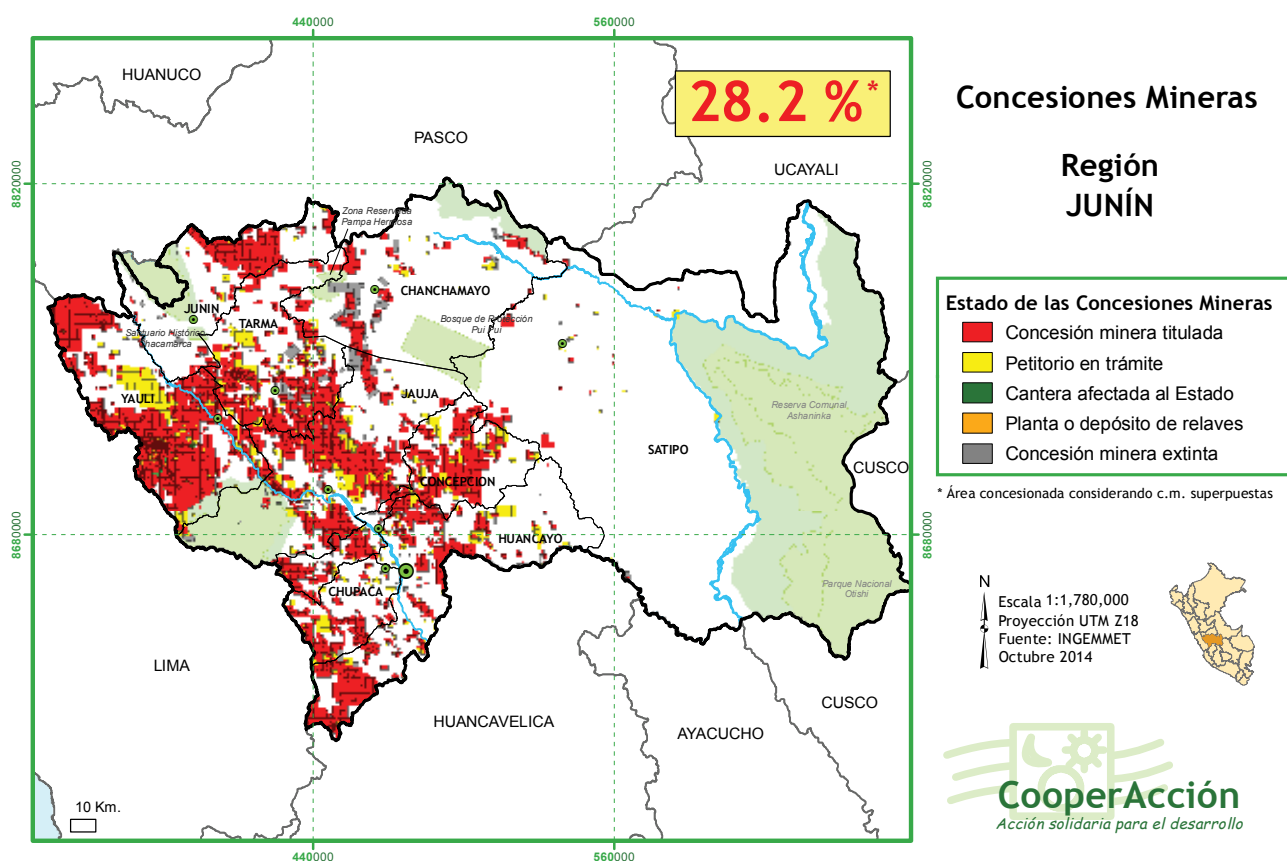 440000
560000
8820000
8820000
8680000
8680000
440000
560000
HUANUCO
PASCO
UCAYALI
28.2 %*
Zona Reservada
Pampa Hermosa
CHANCHAMAYO
JUNIN
TARMA
Santuario Histórico
Chacamarca
Bosque de Protección
Pui Pui
YAULI
JAUJA
Reserva Comunal
Ashaninka
SATIPO
CUSCO
CONCEPCION
HUANCAYO
CHUPACA
Parque Nacional
Otishi
LIMA
HUANCAVELICA
AYACUCHO
CUSCO
10 Km.
Concesiones Mineras
Región
JUNÍN
Estado de las Concesiones Mineras
Concesión minera titulada
Petitorio en trámite
Cantera afectada al Estado
Planta o depósito de relaves
Concesión minera extinta
* Área concesionada considerando c.m. superpuestas
N
Escala 1:1,780,000
Proyección UTM Z18
Fuente: INGEMMET
Octubre 2014
CooperAcción
Acción solidaria para el desarrollo